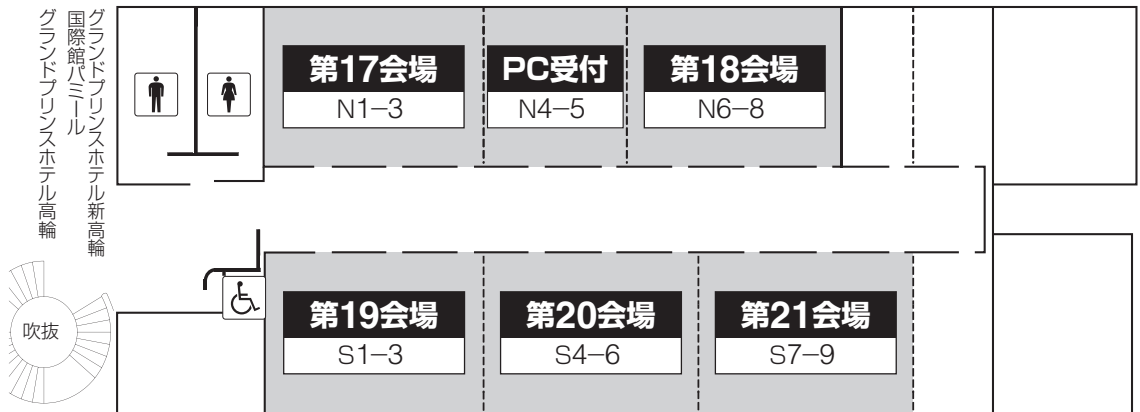 グランドプリンスホテル新高輪
国際館パミール
グランドプリンスホテル高輪
第17会場
N1−3
PC受付
N4−5
第18会場
N6−8
吹抜
第19会場
S1−3
第20会場
S4−6
第21会場
S7−9